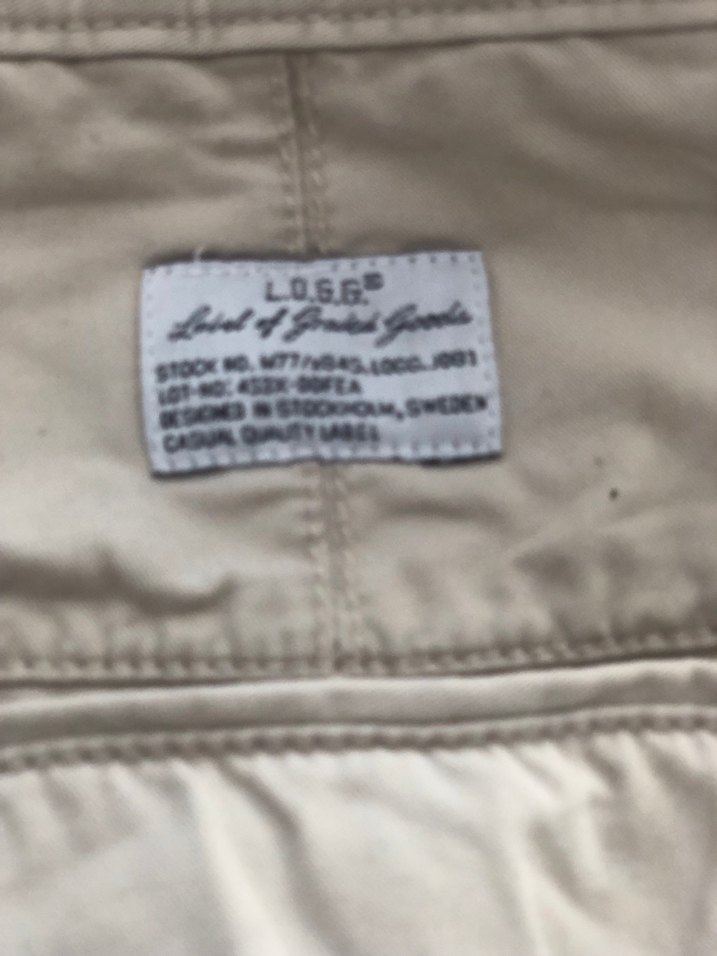 L.O.G.G.®
Label of Graded Goods
STOCK NO.
LOT-NO:
DESIGNED IN STOCKHOLM, SWEDEN
CASUAL QUALITY LABEL